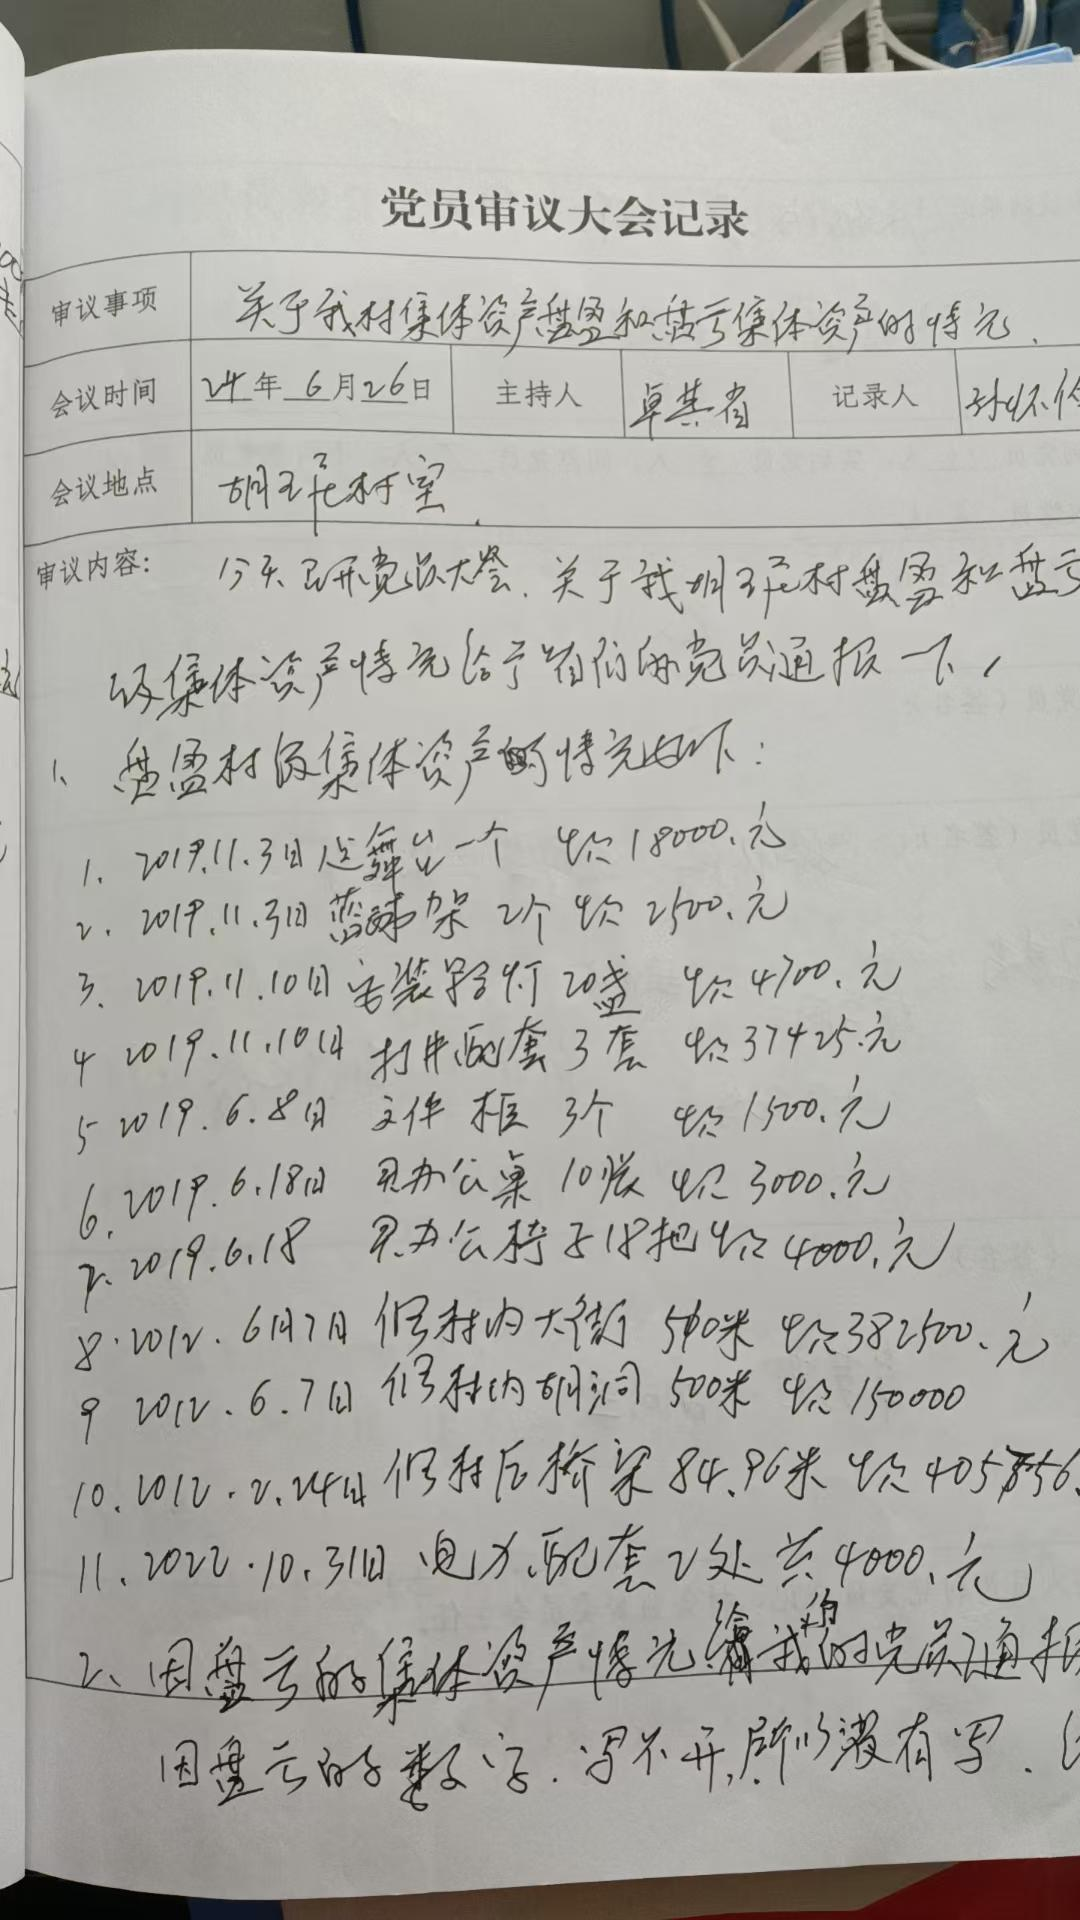 党员审议大会记录
审议事项 关于我村集体资产盘盈和盘亏集体资产的情况.
会议时间 24年 6月26日 主持人 卓其省 记录人 孙怀
会议地点 胡王庄村室.
审议内容: 今天召开党员大会. 关于我胡王庄村盘盈和盘亏
级集体资产情况给予咱们的党员通报一下,
1、盘盈村级集体资产的情况如下:
1. 2019.11.3日 舞台一个 价18000.元
2. 2019.11.3日 蓝球架 2个 价 2500.元
3. 2019.11.10日 安装路灯 20盏 价4700.元
4 2019.11.10日 打井配套 3套 价37425.元
5 2019.6.8日 文件柜 3个 价1500.元
6. 2019.6.18日 买办公桌 10张 价3000.元
7. 2019.6.18 买办公椅子18把 价4000.元
8. 2012.6月7日 修村内大街 510米 价382500.元
9 2012.6.7日 修村内胡洞 500米 价150000
10. 2012.2.24日 修村后桥梁 84.96米 价405856.
11. 2022.10.31日 电力配套2处 共4000.元
2、因盘亏的集体资产情况给咱的党员通报
因盘亏的数字. 写不开,所以没有写.